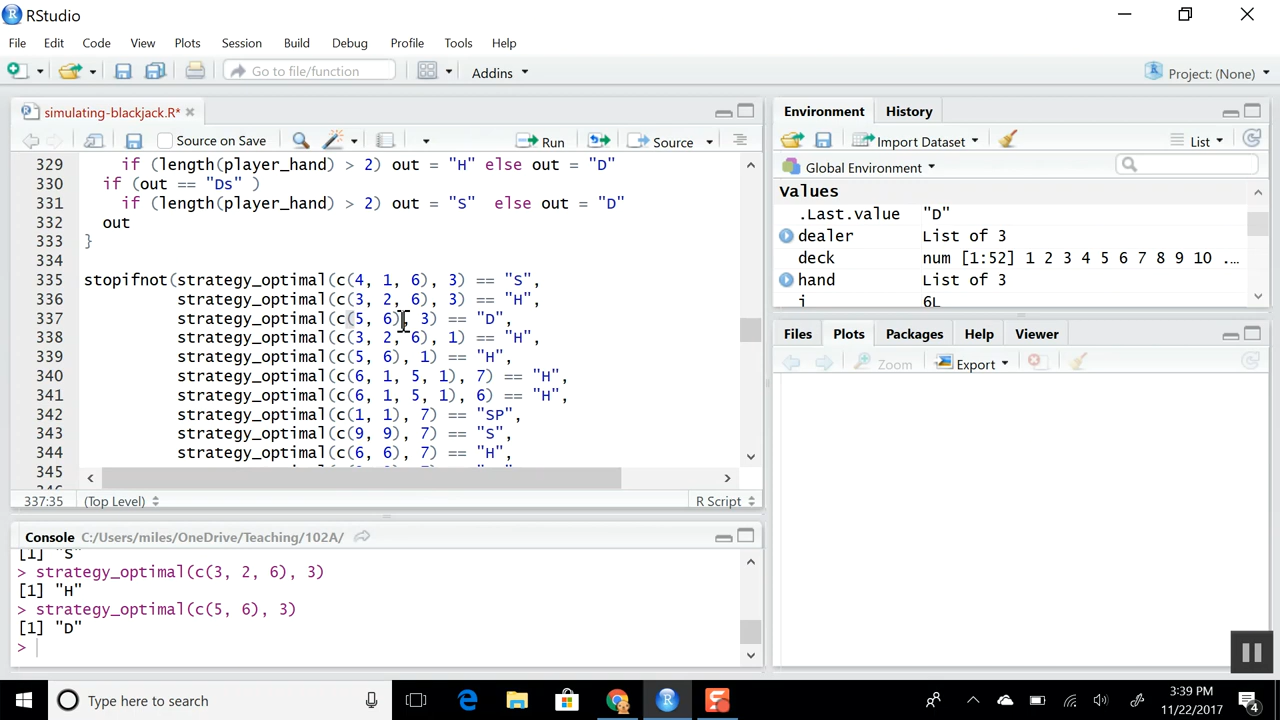 RStudio
File Edit Code View Plots Session Build Debug Profile Tools Help
Go to file/function Addins Project: (None)
simulating-blackjack.R*
Source on Save Run Source
329 if (length(player_hand) > 2) out = "H" else out = "D"
330 if (out == "Ds" )
331 if (length(player_hand) > 2) out = "S"  else out = "D"
332 out
333 }
334
335 stopifnot(strategy_optimal(c(4, 1, 6), 3) == "S",
336 strategy_optimal(c(3, 2, 6), 3) == "H",
337 strategy_optimal(c(5, 6), 3) == "D",
338 strategy_optimal(c(3, 2, 6), 1) == "H",
339 strategy_optimal(c(5, 6), 1) == "H",
340 strategy_optimal(c(6, 1, 5, 1), 7) == "H",
341 strategy_optimal(c(6, 1, 5, 1), 6) == "H",
342 strategy_optimal(c(1, 1), 7) == "SP",
343 strategy_optimal(c(9, 9), 7) == "S",
344 strategy_optimal(c(6, 6), 7) == "H",
345
337:35 (Top Level) R Script
Console C:/Users/miles/OneDrive/Teaching/102A/
[1] "S"
> strategy_optimal(c(3, 2, 6), 3)
[1] "H"
> strategy_optimal(c(5, 6), 3)
[1] "D"
>
Environment History
Import Dataset List
Global Environment
Values
.Last.value "D"
dealer List of 3
deck num [1:52] 1 2 3 4 5 6 7 8 9 10 ...
hand List of 3
i 6L
Files Plots Packages Help Viewer
Zoom Export
Type here to search
3:39 PM
11/22/2017
4